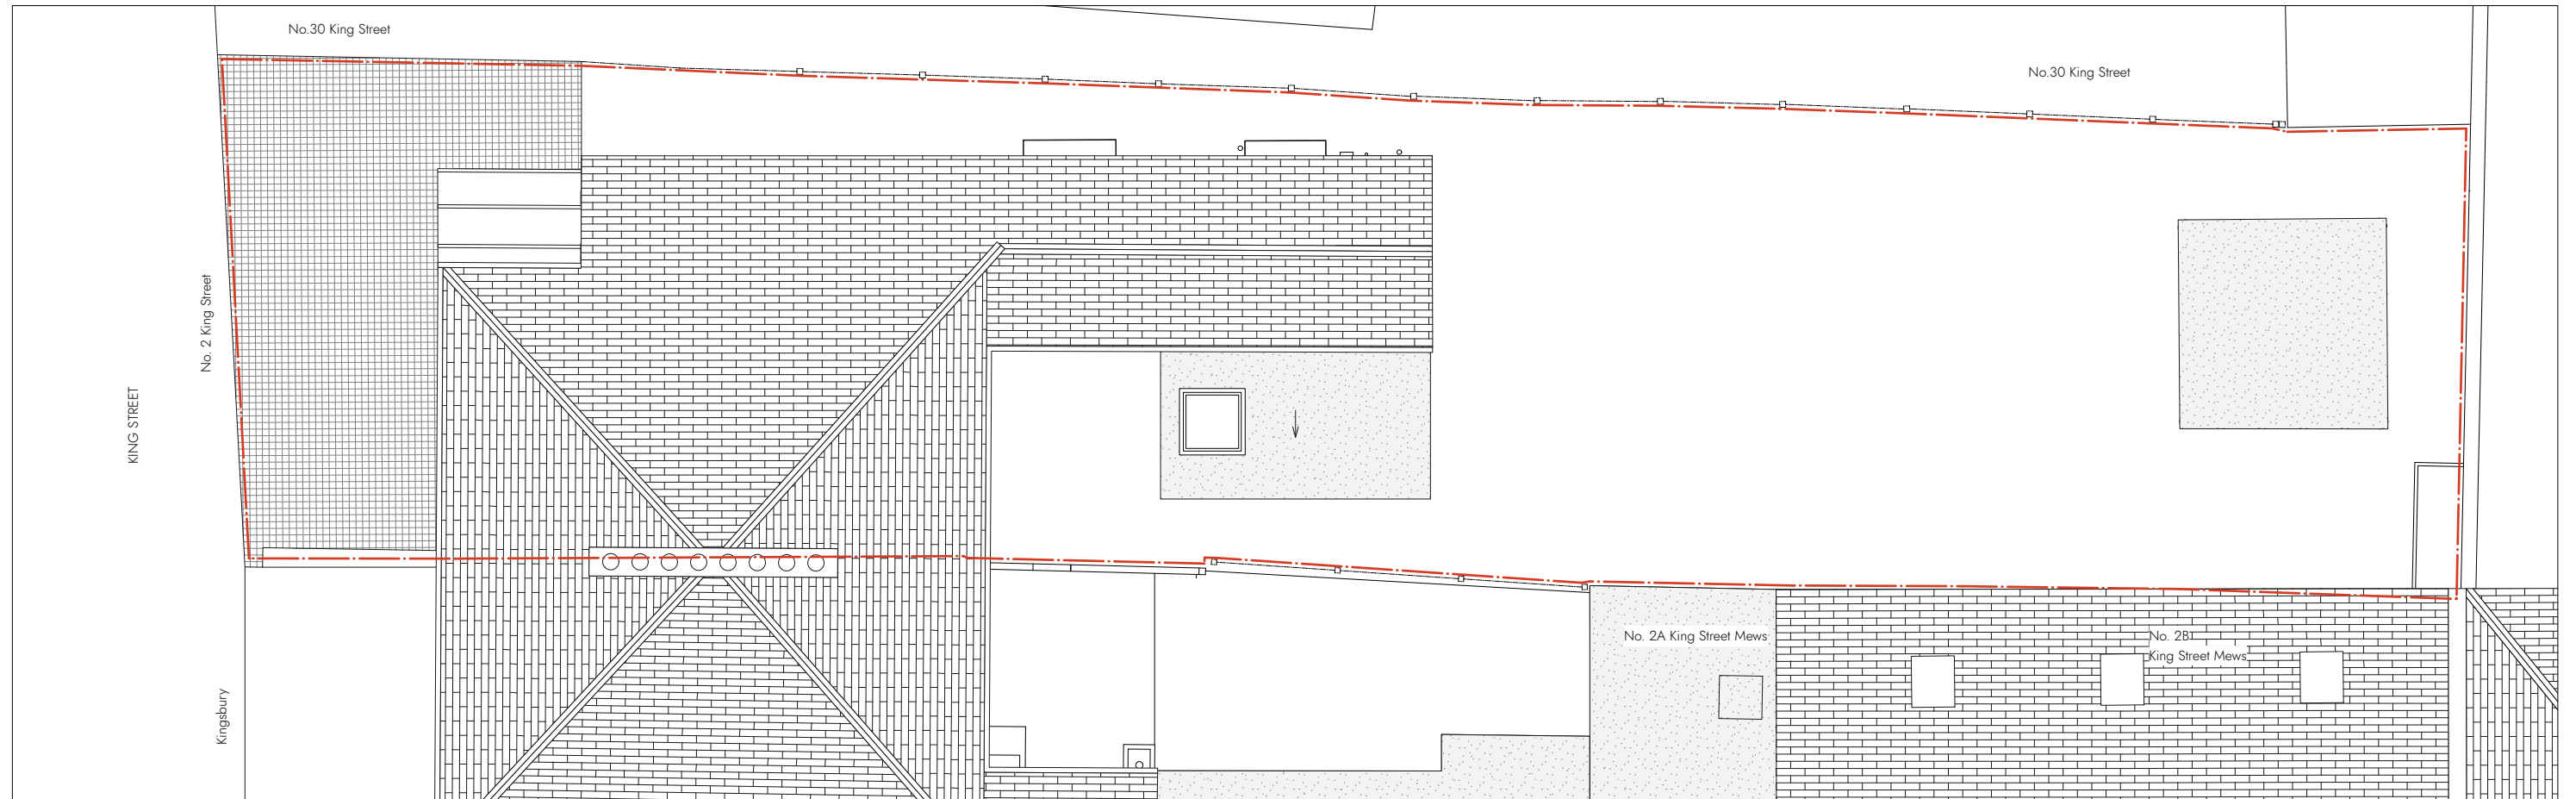 No.30 King Street
No.30 King Street
No. 2 King Street
KING STREET
No. 2A King Street Mews
No. 2B
King Street Mews
Kingsbury